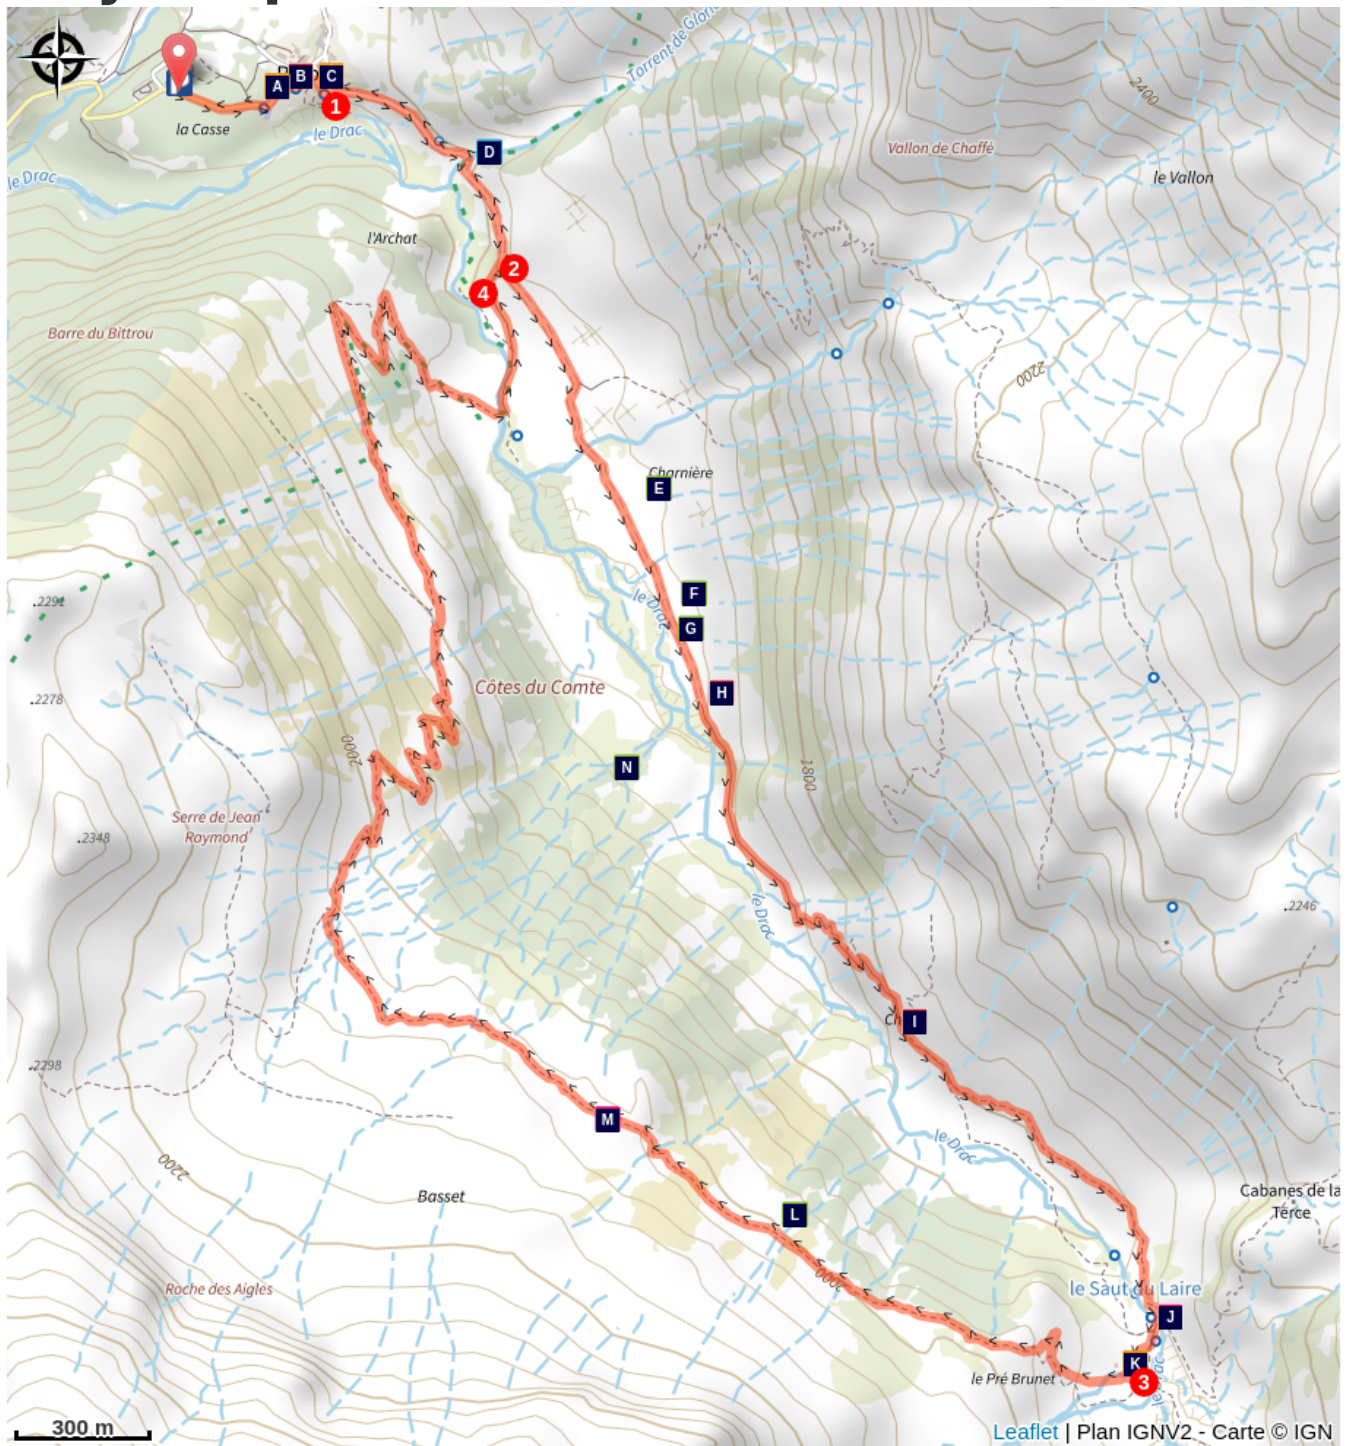 Torrent de
2400
A
B
C
1
la Casse
le Drac
D
Vallon de Chaffé
le Vallon
le Drac
l'Archat
2
4
Barre du Bittrou
2200
Charnière
E
.2291
F
le Drac
G
Côtes du Comte
H
.2278
2000
N
1800
Serre de Jean
Raymond
.2348
le Drac
.2246
I
.2298
M
le Drac
2200
Basset
Cabanes de la
Terce
L
2000
Roche des Aigles
le Saut du Laire
J
K
le Pré Brunet
3
300 m
Leaflet | Plan IGNV2 - Carte © IGN